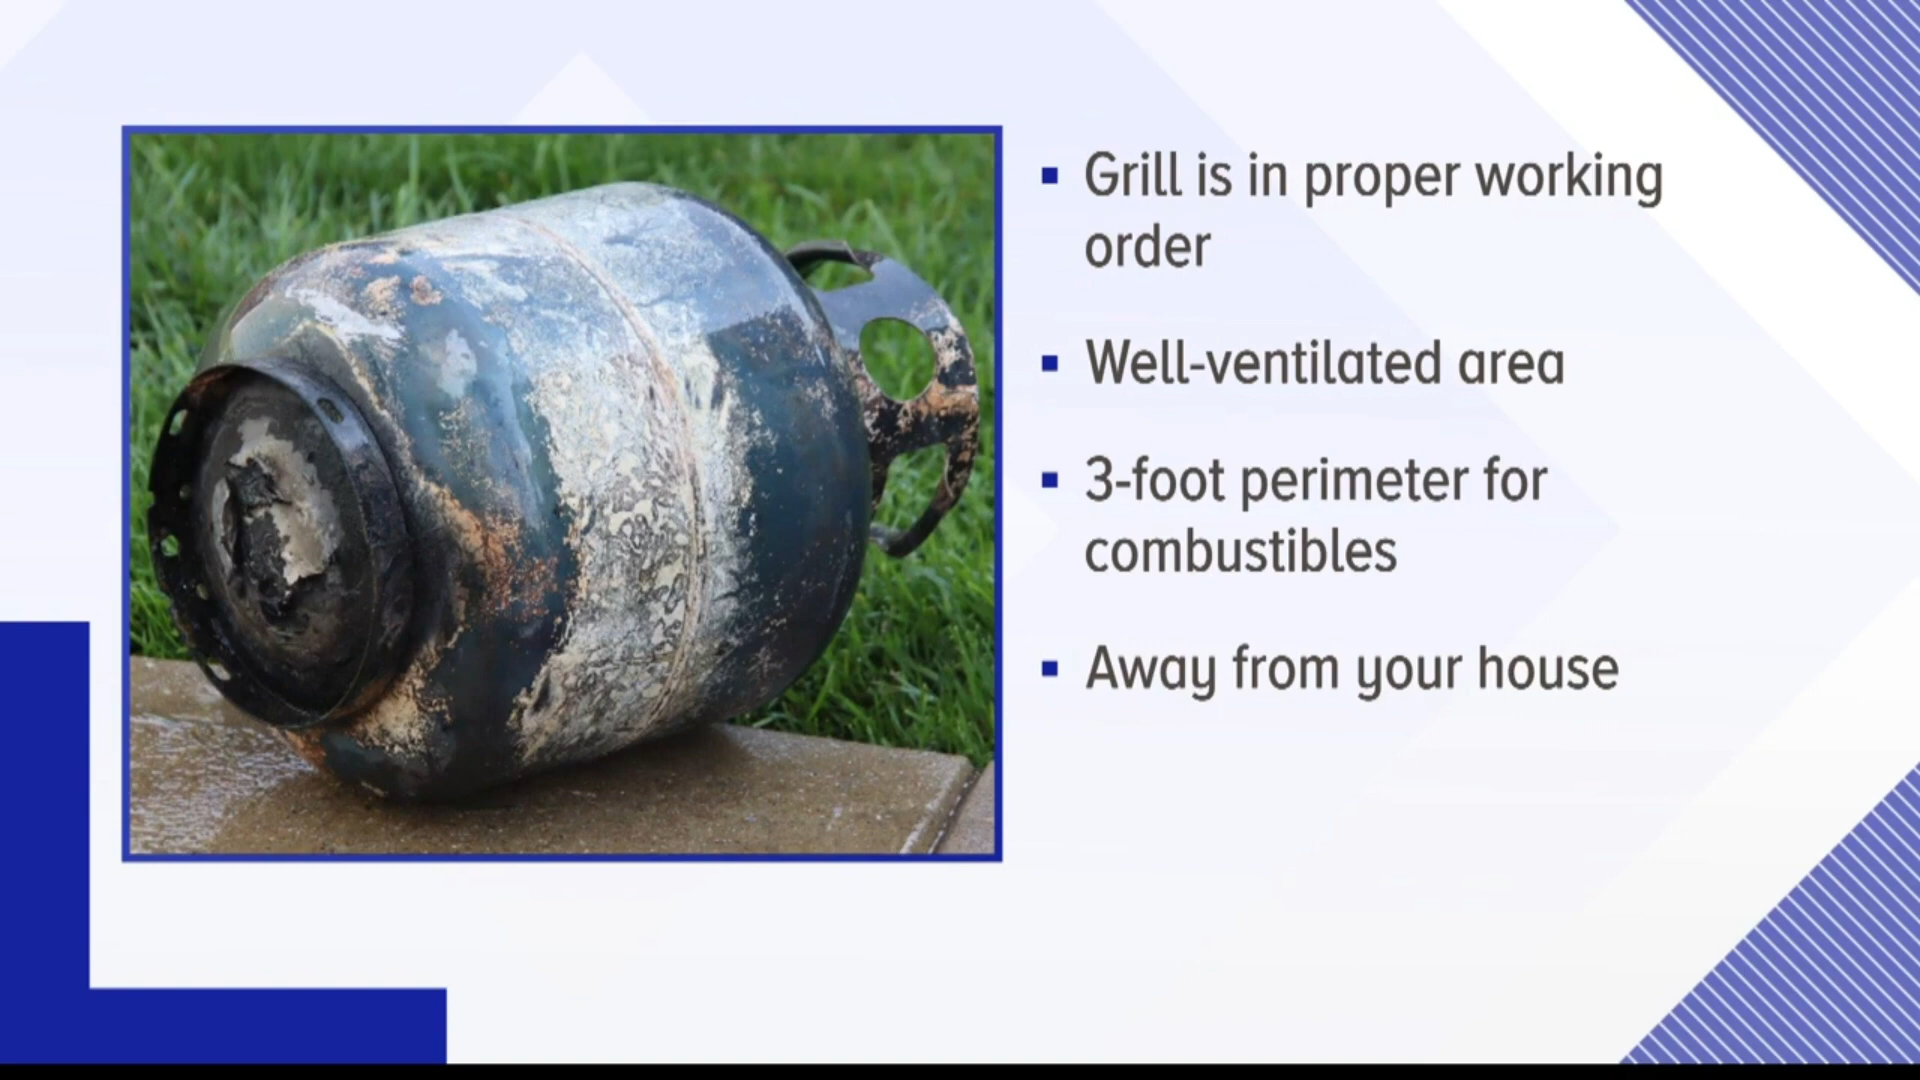 Grill is in proper working
order
Well-ventilated area
3-foot perimeter for
combustibles
Away from your house